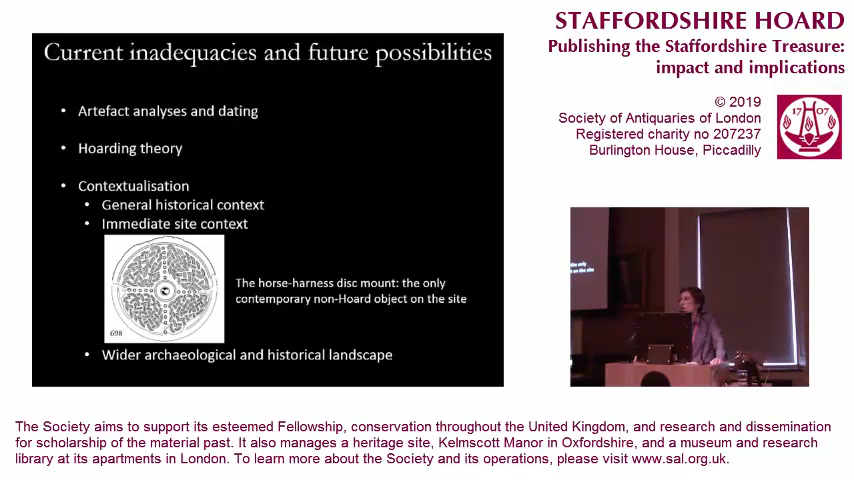 Current inadequacies and future possibilities
• Artefact analyses and dating
• Hoarding theory
• Contextualisation
• General historical context
• Immediate site context
698
The horse-harness disc mount: the only
contemporary non-Hoard object on the site
• Wider archaeological and historical landscape
STAFFORDSHIRE HOARD
Publishing the Staffordshire Treasure:
impact and implications
© 2019
Society of Antiquaries of London
Registered charity no 207237
Burlington House, Piccadilly
17 07
The Society aims to support its esteemed Fellowship, conservation throughout the United Kingdom, and research and dissemination
for scholarship of the material past. It also manages a heritage site, Kelmscott Manor in Oxfordshire, and a museum and research
library at its apartments in London. To learn more about the Society and its operations, please visit www.sal.org.uk.